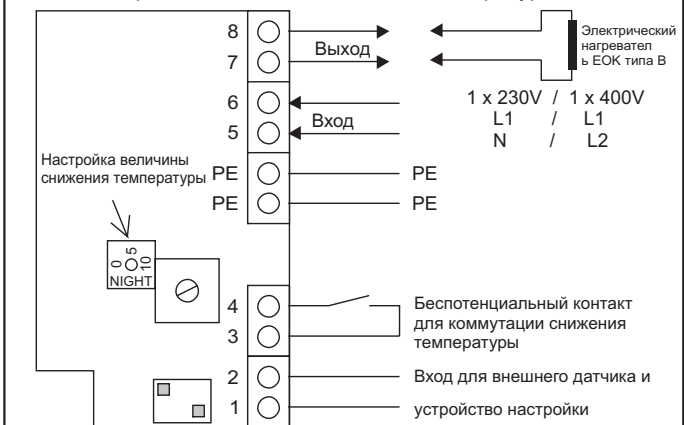 8
7
Выход
Электрический
нагревател
ь ЕОК типа В
6
5
Вход
1 x 230V / 1 x 400V
L1 / L1
N / L2
Настройка величины
снижения температуры
PE
PE
PE
PE
0 5 10
NIGHT
4
3
Беспотенциальный контакт
для коммутации снижения
температуры
2
1
Вход для внешнего датчика и
устройство настройки